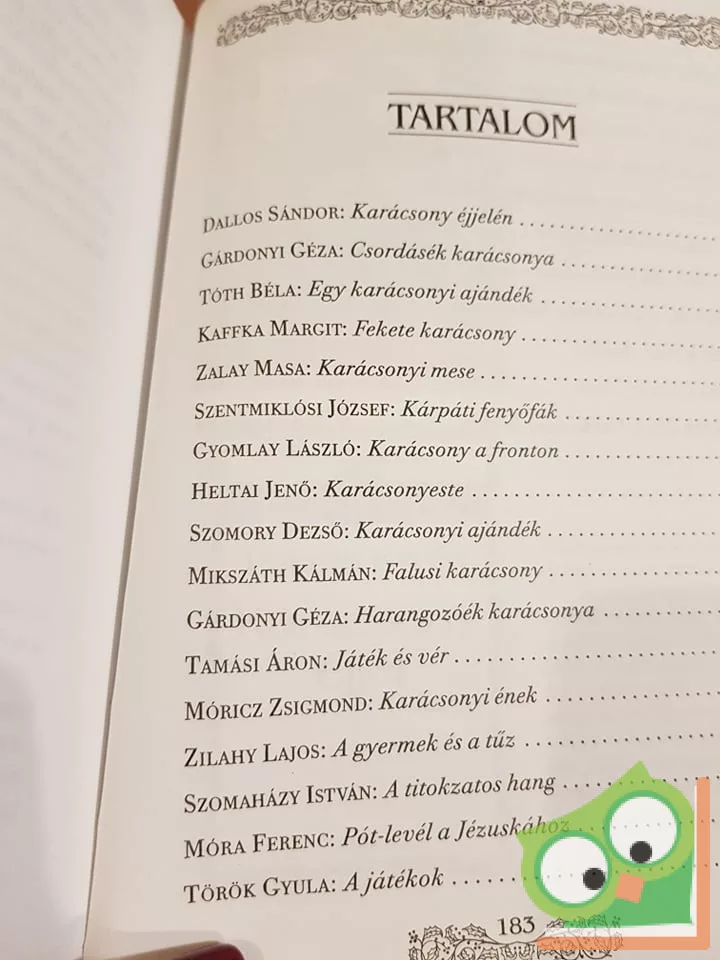 TARTALOM
DALLOS SÁNDOR: Karácsony éjjelén
GÁRDONYI GÉZA: Csordásék karácsonya
TÓTH BÉLA: Egy karácsonyi ajándék
KAFFKA MARGIT: Fekete karácsony
ZALAY MASA: Karácsonyi mese
SZENTMIKLÓSI JÓZSEF: Kárpáti fenyőfák
GYOMLAY LÁSZLÓ: Karácsony a fronton
HELTAI JENŐ: Karácsonyeste
SZOMORY DEZSŐ: Karácsonyi ajándék
MIKSZÁTH KÁLMÁN: Falusi karácsony
GÁRDONYI GÉZA: Harangozóék karácsonya
TAMÁSI ÁRON: Játék és vér
MÓRICZ ZSIGMOND: Karácsonyi ének
ZILAHY LAJOS: A gyermek és a tűz
SZOMAHÁZY ISTVÁN: A titokzatos hang
MÓRA FERENC: Pót-levél a Jézuskához
TÖRÖK GYULA: A játékok
183